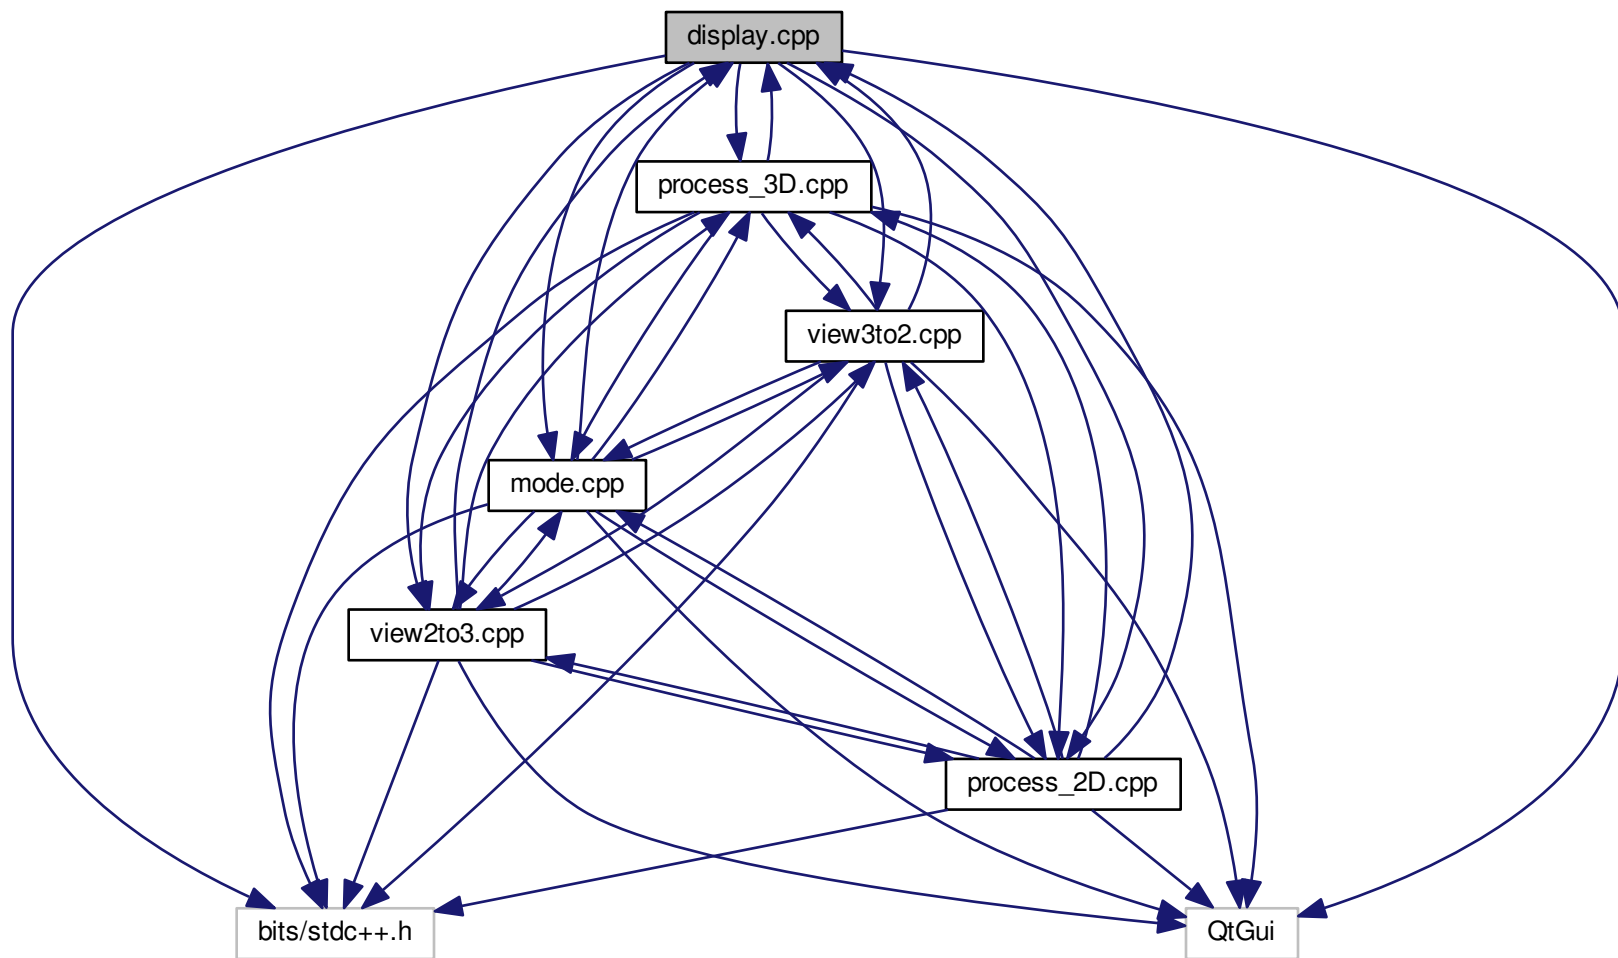 display.cpp
process_3D.cpp
view3to2.cpp
mode.cpp
view2to3.cpp
process_2D.cpp
bits/stdc++.h
QtGui